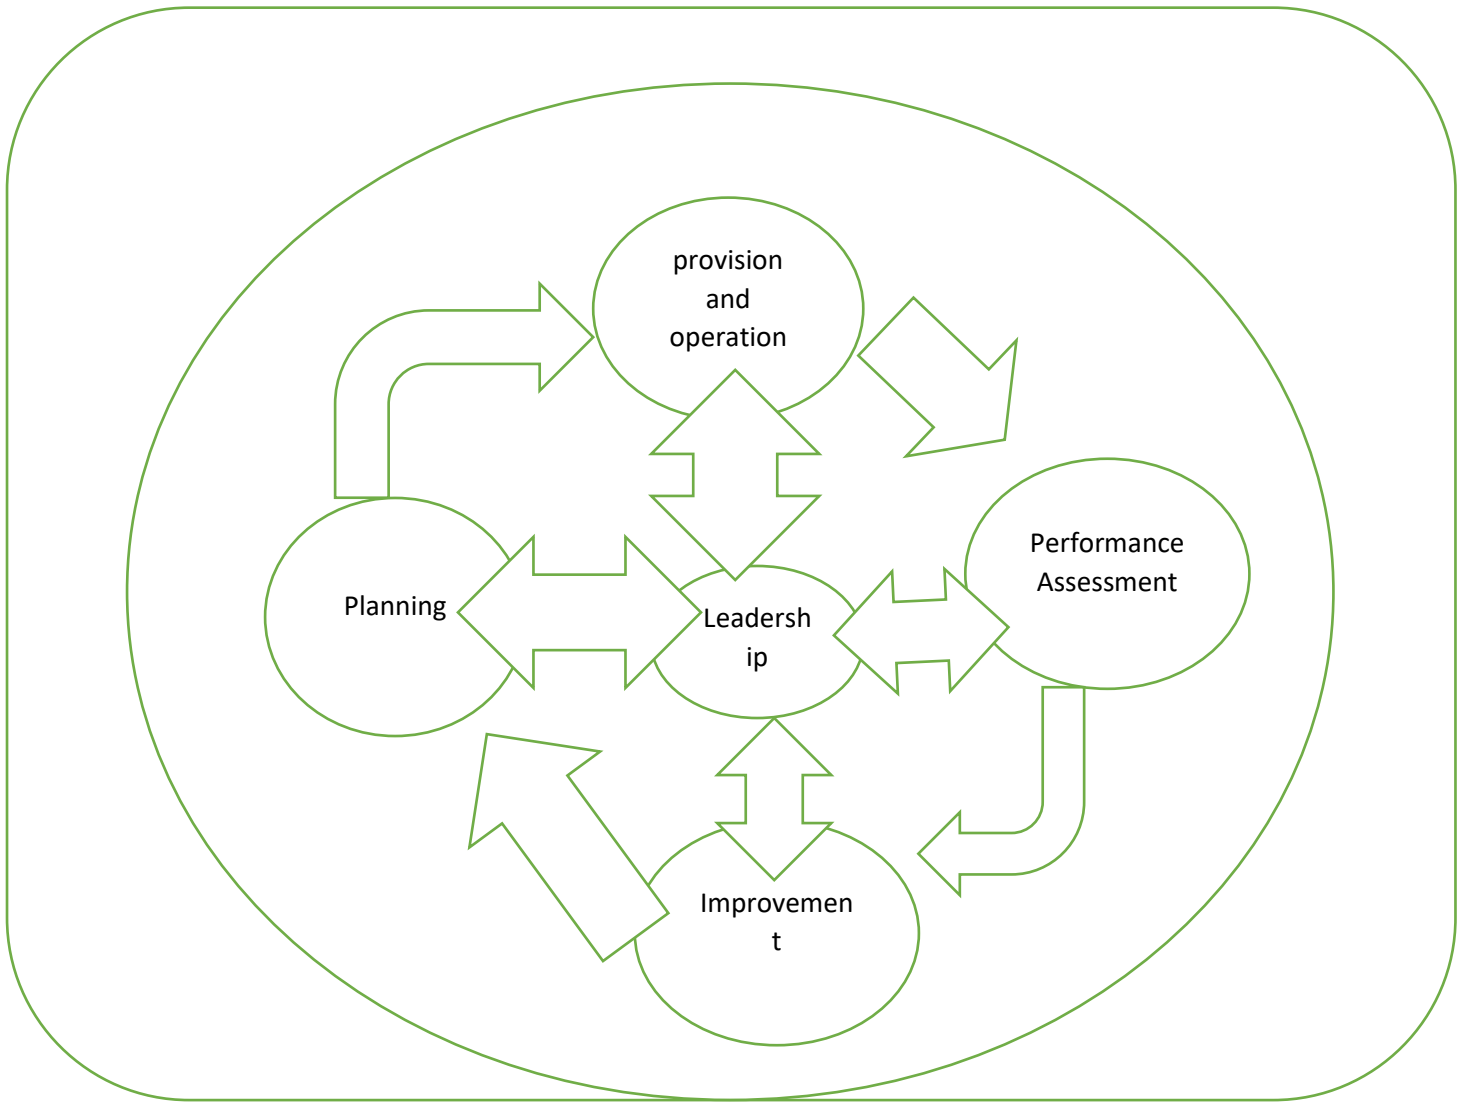 provision
and
operation
Performance
Assessment
Planning
Leadersh
ip
Improvemen
t